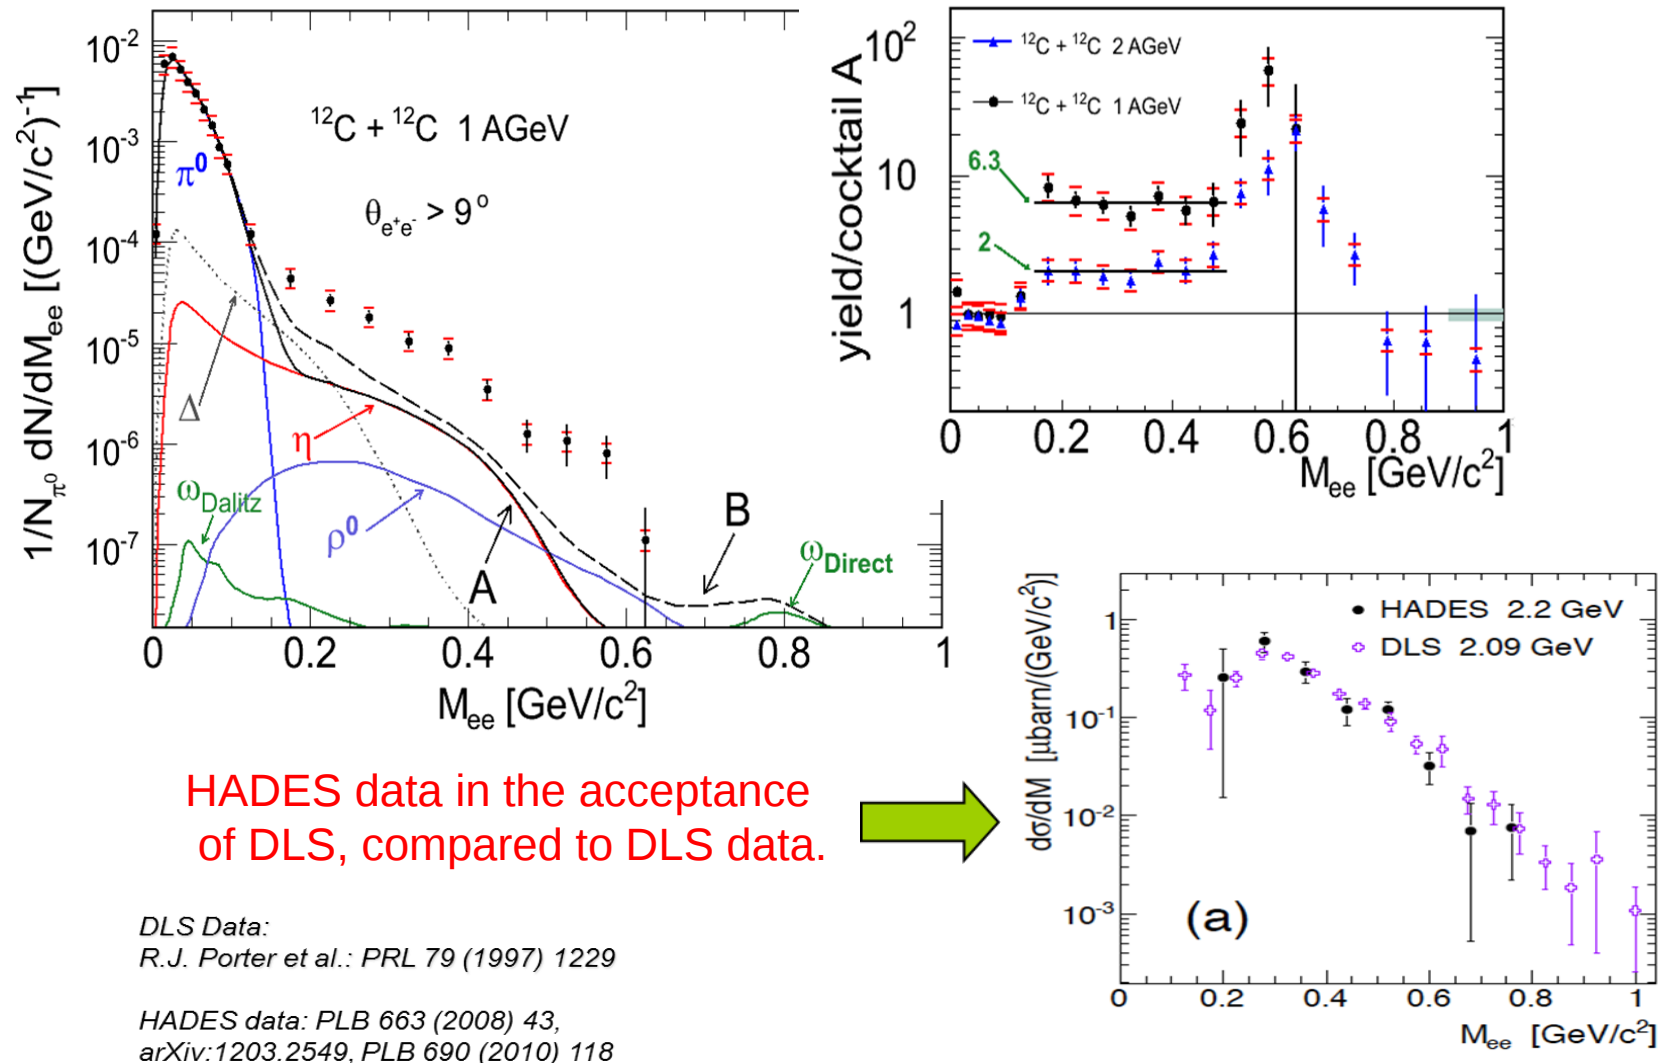 10⁻²
10⁻³
10⁻⁴
10⁻⁵
10⁻⁶
10⁻⁷
1/N_π⁰ dN/dM_ee [(GeV/c²)⁻¹]
¹²C + ¹²C 1 AGeV
θ_e⁺e⁻ > 9°
π⁰
Δ
η
ω_Dalitz
ρ⁰
A
B
ω_Direct
0 0.2 0.4 0.6 0.8 1
M_ee [GeV/c²]
yield/cocktail A
10²
10
1
¹²C + ¹²C 2 AGeV
¹²C + ¹²C 1 AGeV
6.3
2
0 0.2 0.4 0.6 0.8 1
M_ee [GeV/c²]
HADES data in the acceptance
of DLS, compared to DLS data.
dσ/dM [μbarn/(GeV/c²)]
1
10⁻¹
10⁻²
10⁻³
HADES 2.2 GeV
DLS 2.09 GeV
(a)
0 0.2 0.4 0.6 0.8 1
M_ee [GeV/c²]
DLS Data:
R.J. Porter et al.: PRL 79 (1997) 1229
HADES data: PLB 663 (2008) 43,
arXiv:1203.2549, PLB 690 (2010) 118